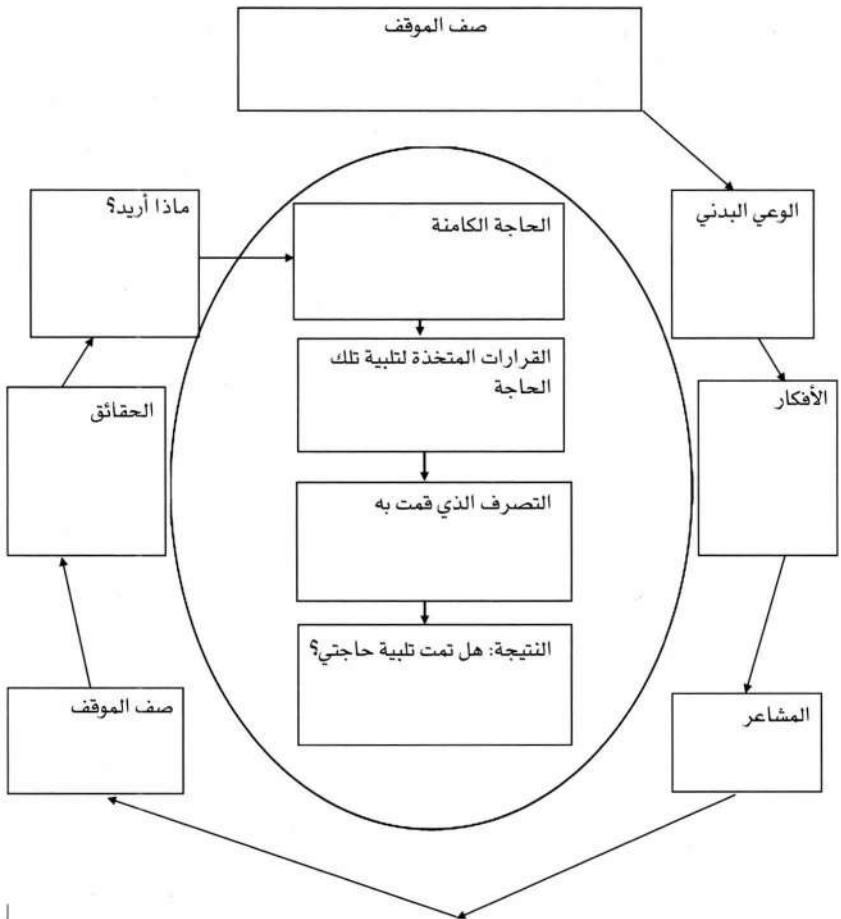 صف الموقف
الوعي البدني
الأفكار
المشاعر
صف الموقف
الحقائق
ماذا أريد؟
الحاجة الكامنة
القرارات المتخذة لتلبية تلك
الحاجة
التصرف الذي قمت به
النتيجة: هل تمت تلبية حاجتي؟